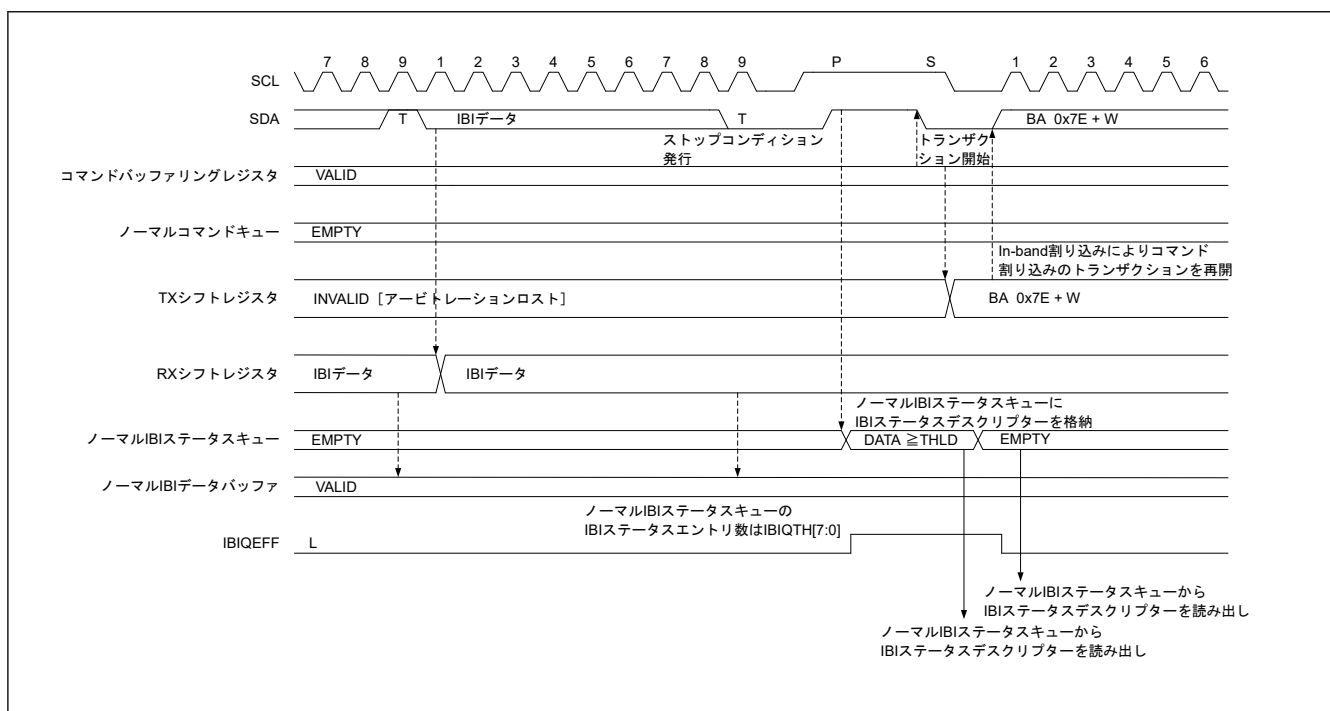 7 8 9 1 2 3 4 5 6 7 8 9 P S 1 2 3 4 5 6
SCL
SDA T IBIデータ T BA 0x7E + W
ストップコンディション
発行
トランザク
ション開始
コマンドバッファリングレジスタ VALID
ノーマルコマンドキュー EMPTY
In-band割り込みによりコマンド
割り込みのトランザクションを再開
TXシフトレジスタ INVALID［アービトレーションロスト］ BA 0x7E + W
RXシフトレジスタ IBIデータ IBIデータ
ノーマルIBIステータスキューに
IBIステータスデスクリプターを格納
ノーマルIBIステータスキュー EMPTY DATA ≧THLD EMPTY
ノーマルIBIデータバッファ VALID
ノーマルIBIステータスキューの
IBIステータスエントリ数はIBIQTH[7:0]
IBIQEFF L
ノーマルIBIステータスキューから
IBIステータスデスクリプターを読み出し
ノーマルIBIステータスキューから
IBIステータスデスクリプターを読み出し